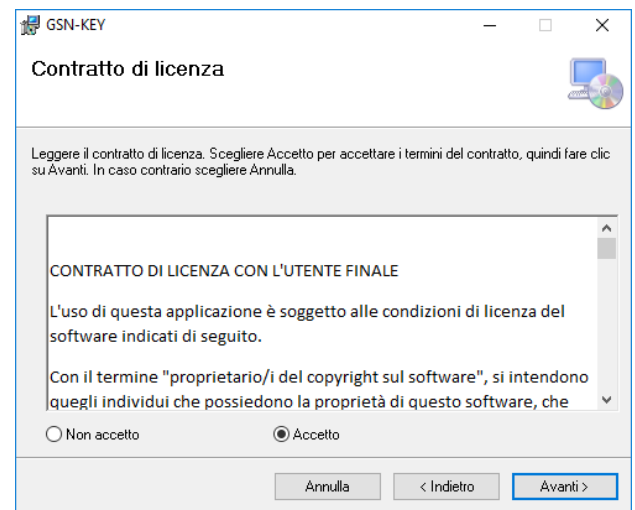 GSN-KEY
Contratto di licenza
Leggere il contratto di licenza. Scegliere Accetto per accettare i termini del contratto, quindi fare clic
su Avanti. In caso contrario scegliere Annulla.
CONTRATTO DI LICENZA CON L'UTENTE FINALE
L'uso di questa applicazione è soggetto alle condizioni di licenza del
software indicati di seguito.
Con il termine "proprietario/i del copyright sul software", si intendono
quegli individui che possiedono la proprietà di questo software, che
Non accetto
Accetto
Annulla
< Indietro
Avanti >